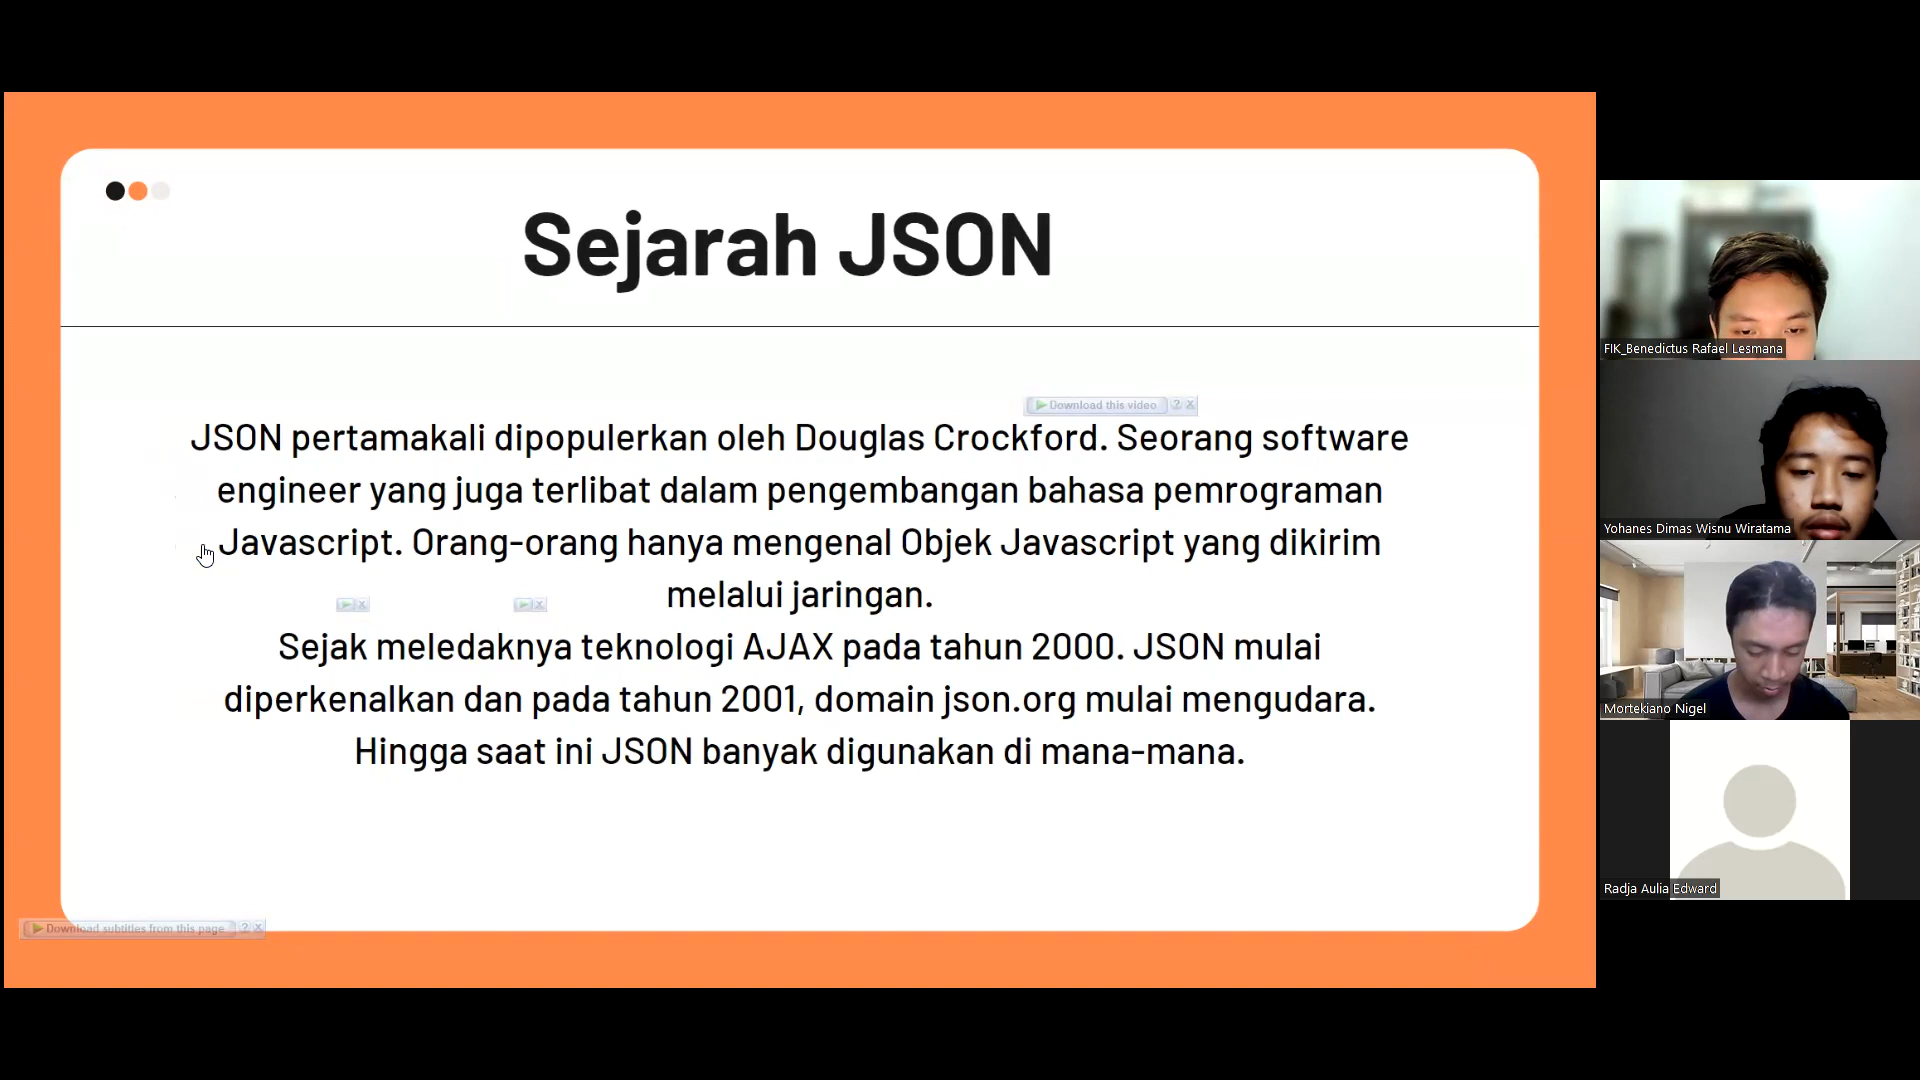 Sejarah JSON
Download this video
JSON pertamakali dipopulerkan oleh Douglas Crockford. Seorang software
engineer yang juga terlibat dalam pengembangan bahasa pemrograman
Javascript. Orang-orang hanya mengenal Objek Javascript yang dikirim
melalui jaringan.
Sejak meledaknya teknologi AJAX pada tahun 2000. JSON mulai
diperkenalkan dan pada tahun 2001, domain json.org mulai mengudara.
Hingga saat ini JSON banyak digunakan di mana-mana.
Download subtitles from this page
FIK_Benedictus Rafael Lesmana
Yohanes Dimas Wisnu Wiratama
Mortekiano Nigel
Radja Aulia Edward